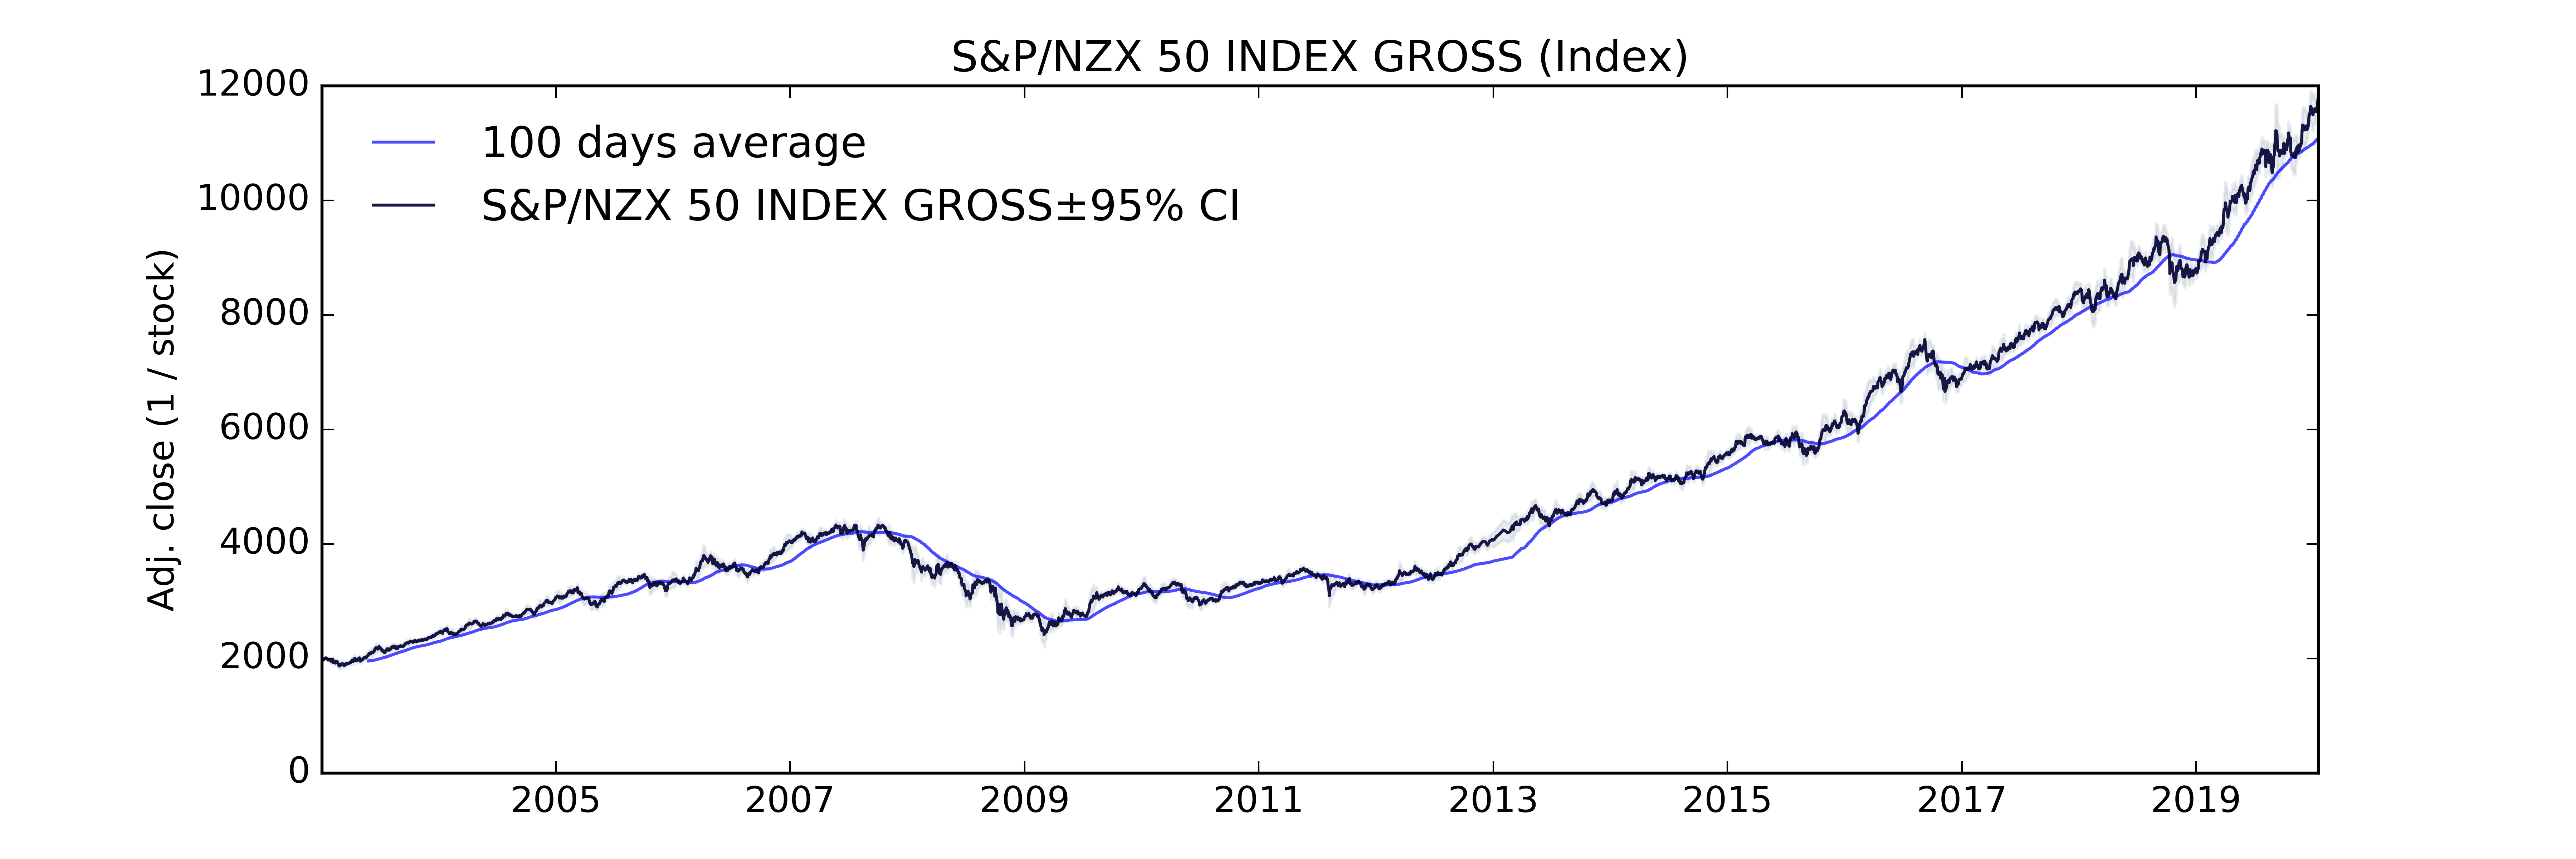 S&P/NZX 50 INDEX GROSS (Index)
12000
10000
8000
6000
4000
2000
0
Adj. close (1 / stock)
100 days average
S&P/NZX 50 INDEX GROSS±95% CI
2005 2007 2009 2011 2013 2015 2017 2019